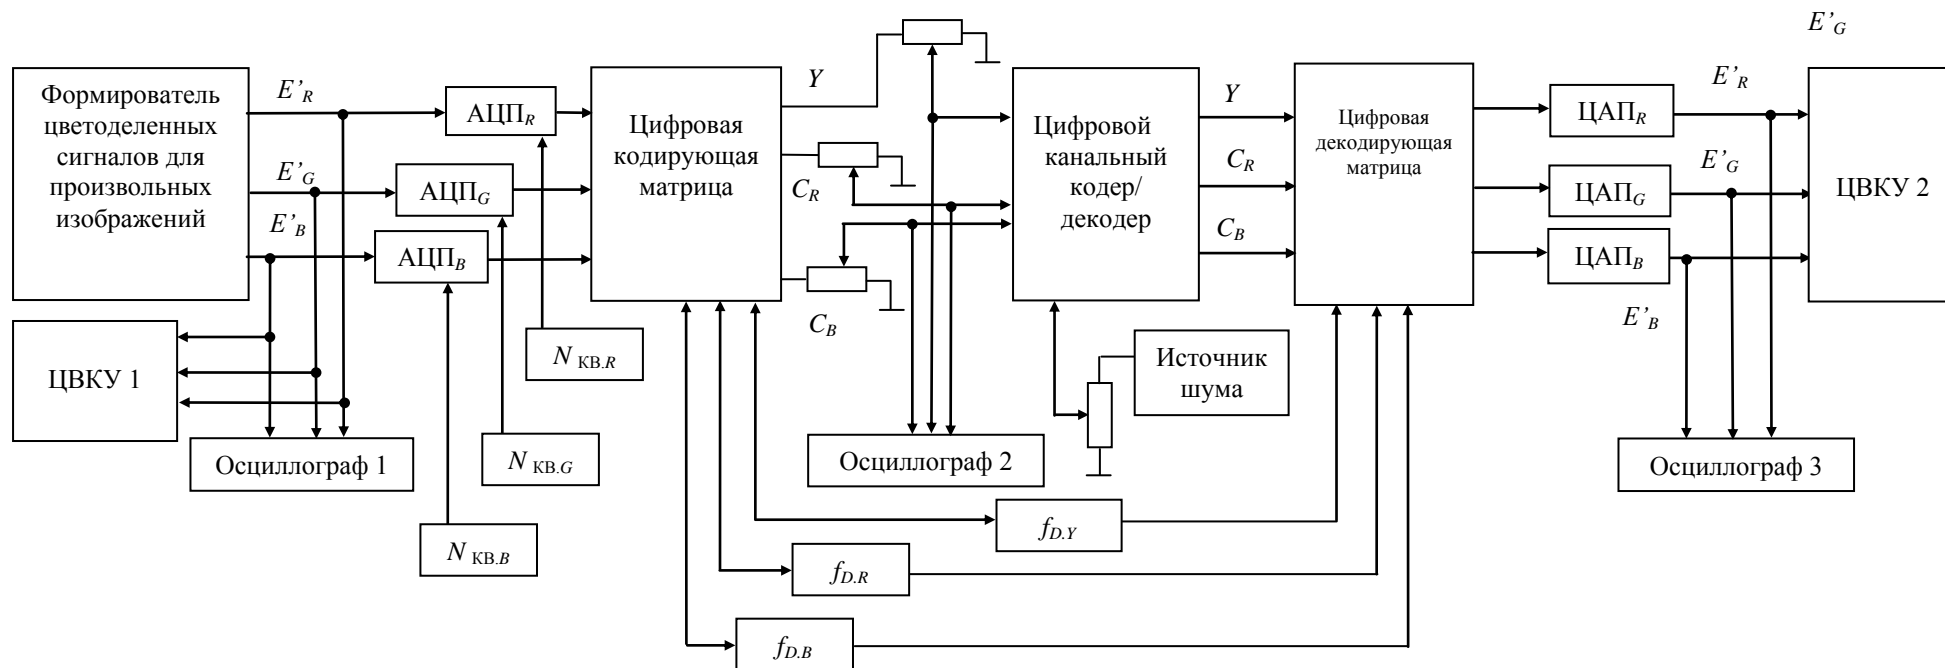 E’G
Формирователь
цветоделенных
сигналов для
произвольных
изображений
E’R
E’G
E’B
АЦПR
АЦПG
АЦПB
Цифровая
кодирующая
матрица
Y
CR
CB
Цифровой
канальный
кодер/
декодер
Y
CR
CB
Цифровая
декодирующая
матрица
ЦАПR
ЦАПG
ЦАПB
E’R
E’G
E’B
ЦВКУ 2
ЦВКУ 1
N КВ.R
Источник
шума
Осциллограф 1
N КВ.G
Осциллограф 2
Осциллограф 3
N КВ.B
fD.Y
fD.R
fD.B